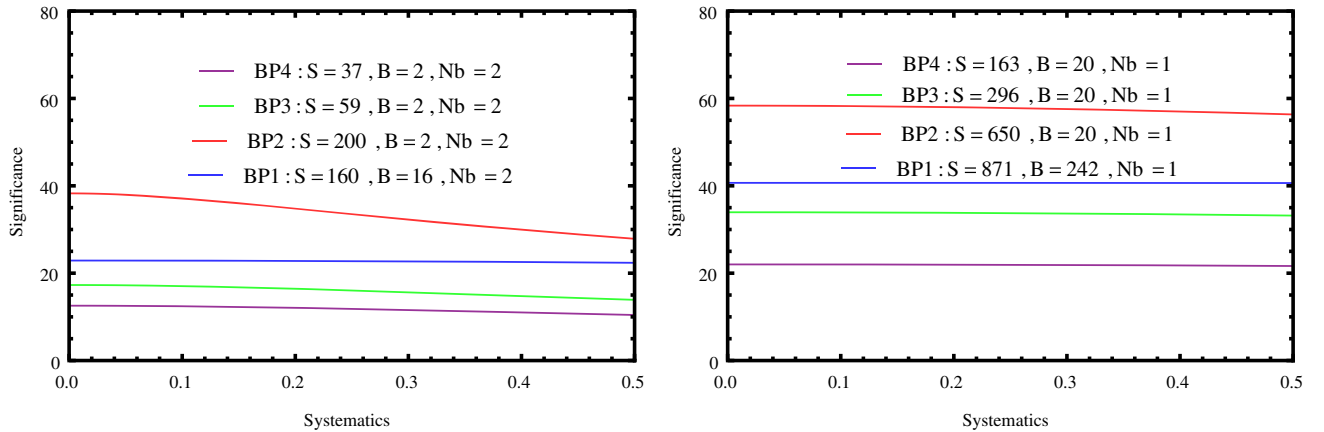 80
60
40
20
0
0.0 0.1 0.2 0.3 0.4 0.5
Significance
Systematics
BP4 : S = 37 , B = 2 , Nb = 2
BP3 : S = 59 , B = 2 , Nb = 2
BP2 : S = 200 , B = 2 , Nb = 2
BP1 : S = 160 , B = 16 , Nb = 2
80
60
40
20
0
0.0 0.1 0.2 0.3 0.4 0.5
Significance
Systematics
BP4 : S = 163 , B = 20 , Nb = 1
BP3 : S = 296 , B = 20 , Nb = 1
BP2 : S = 650 , B = 20 , Nb = 1
BP1 : S = 871 , B = 242 , Nb = 1